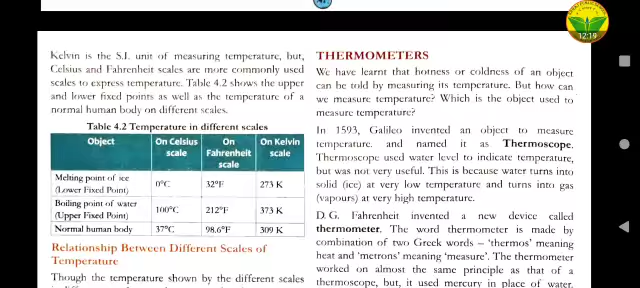 12:19
Kelvin is the S.I. unit of measuring temperature, but,
Celsius and Fahrenheit scales are more commonly used
scales to express temperature. Table 4.2 shows the upper
and lower fixed points as well as the temperature of a
normal human body on different scales.
Table 4.2 Temperature in different scales
Object On Celsius scale On Fahrenheit scale On Kelvin scale
Melting point of ice
(Lower Fixed Point) 0°C 32°F 273 K
Boiling point of water
(Upper Fixed Point) 100°C 212°F 373 K
Normal human body 37°C 98.6°F 309 K
Relationship Between Different Scales of
Temperature
Though the temperature shown by the different scales
THERMOMETERS
We have learnt that hotness or coldness of an object
can be told by measuring its temperature. But how can
we measure temperature? Which is the object used to
measure temperature?
In 1593, Galileo invented an object to measure
temperature and named it as Thermoscope.
Thermoscope used water level to indicate temperature,
but was not very useful. This is because water turns into
solid (ice) at very low temperature and turns into gas
(vapours) at very high temperature.
D. G. Fahrenheit invented a new device called
thermometer. The word thermometer is made by
combination of two Greek words – 'thermos' meaning
heat and 'metrons' meaning 'measure'. The thermometer
worked on almost the same principle as that of a
thermoscope, but, it used mercury in place of water.